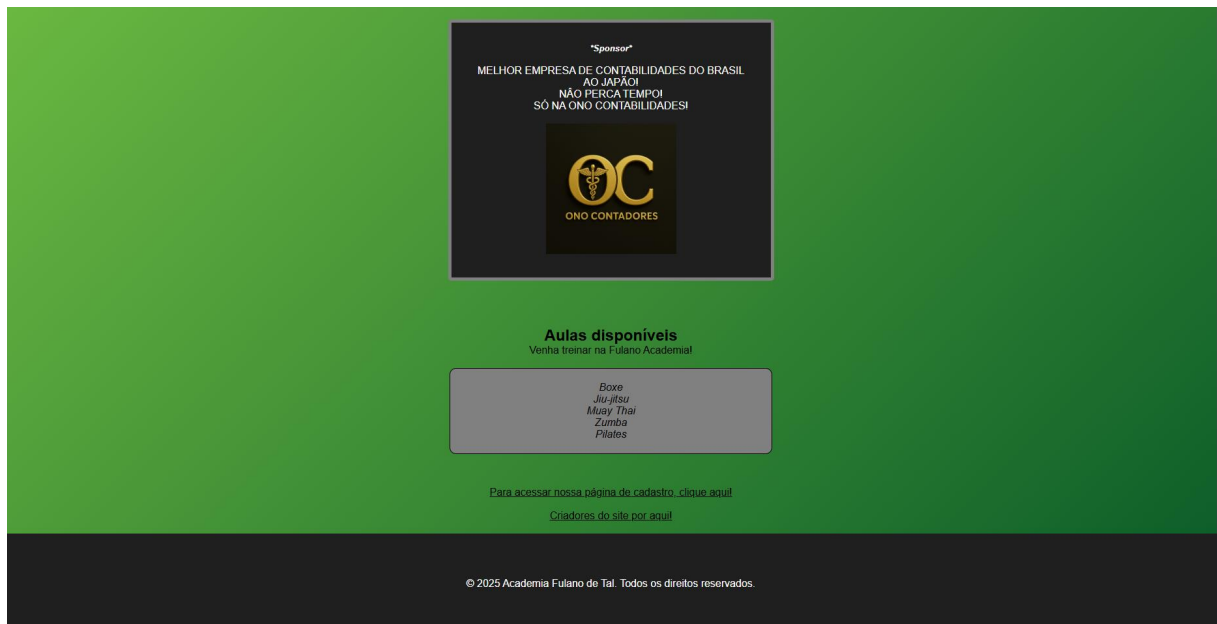 *Sponsor*
MELHOR EMPRESA DE CONTABILIDADES DO BRASIL
AO JAPÃO!
NÃO PERCA TEMPO!
SÓ NA ONO CONTABILIDADES!
OC
ONO CONTADORES
Aulas disponíveis
Venha treinar na Fulano Academia!
Boxe
Jiu-jitsu
Muay Thai
Zumba
Pilates
Para acessar nossa página de cadastro, clique aqui!
Criadores do site por aqui!
© 2025 Academia Fulano de Tal. Todos os direitos reservados.